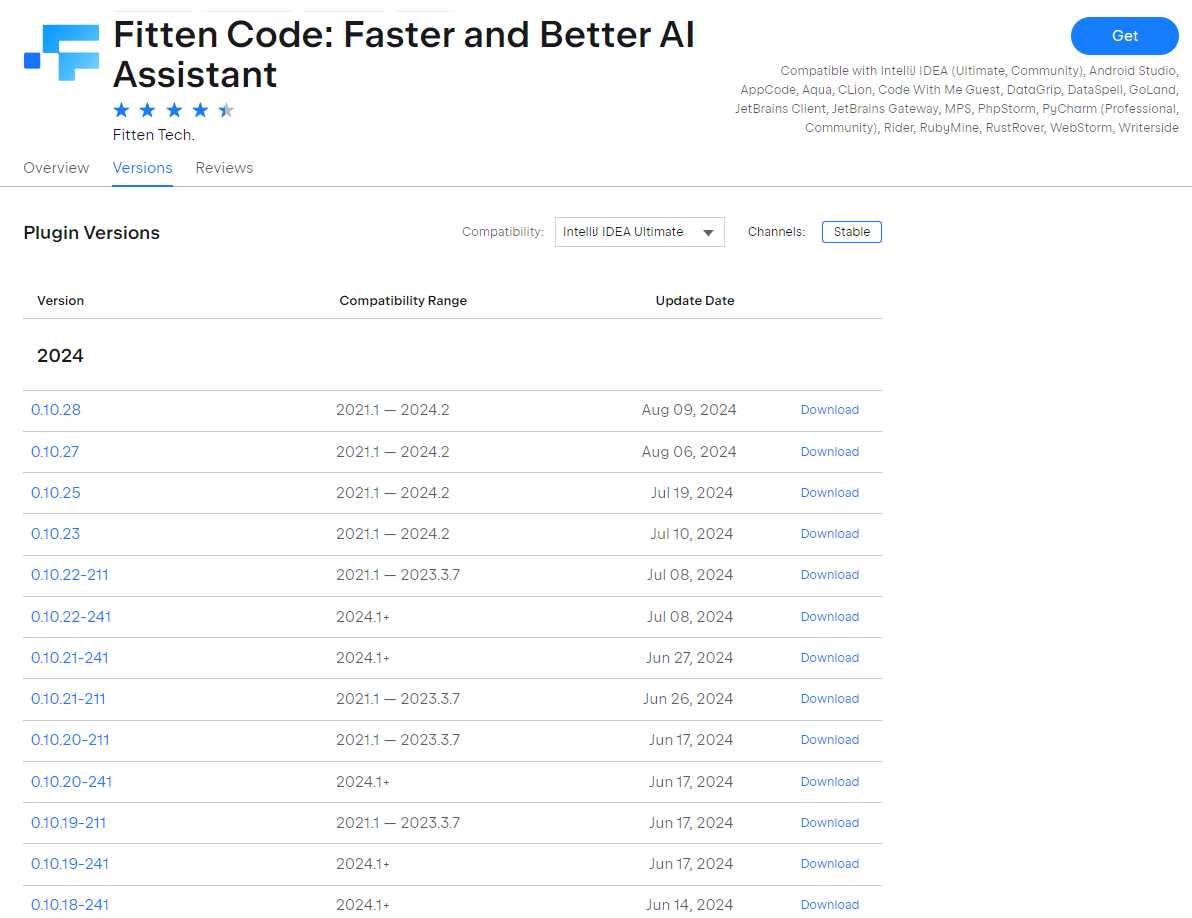 Fitten Code: Faster and Better AI
Assistant
Fitten Tech.
Get
Compatible with IntelliJ IDEA (Ultimate, Community), Android Studio,
AppCode, Aqua, CLion, Code With Me Guest, DataGrip, DataSpell, GoLand,
JetBrains Client, JetBrains Gateway, MPS, PhpStorm, PyCharm (Professional,
Community), Rider, RubyMine, RustRover, WebStorm, Writerside
Overview Versions Reviews
Plugin Versions Compatibility: IntelliJ IDEA Ultimate Channels: Stable
Version Compatibility Range Update Date
2024
0.10.28 2021.1 — 2024.2 Aug 09, 2024 Download
0.10.27 2021.1 — 2024.2 Aug 06, 2024 Download
0.10.25 2021.1 — 2024.2 Jul 19, 2024 Download
0.10.23 2021.1 — 2024.2 Jul 10, 2024 Download
0.10.22-211 2021.1 — 2023.3.7 Jul 08, 2024 Download
0.10.22-241 2024.1+ Jul 08, 2024 Download
0.10.21-241 2024.1+ Jun 27, 2024 Download
0.10.21-211 2021.1 — 2023.3.7 Jun 26, 2024 Download
0.10.20-211 2021.1 — 2023.3.7 Jun 17, 2024 Download
0.10.20-241 2024.1+ Jun 17, 2024 Download
0.10.19-211 2021.1 — 2023.3.7 Jun 17, 2024 Download
0.10.19-241 2024.1+ Jun 17, 2024 Download
0.10.18-241 2024.1+ Jun 14, 2024 Download